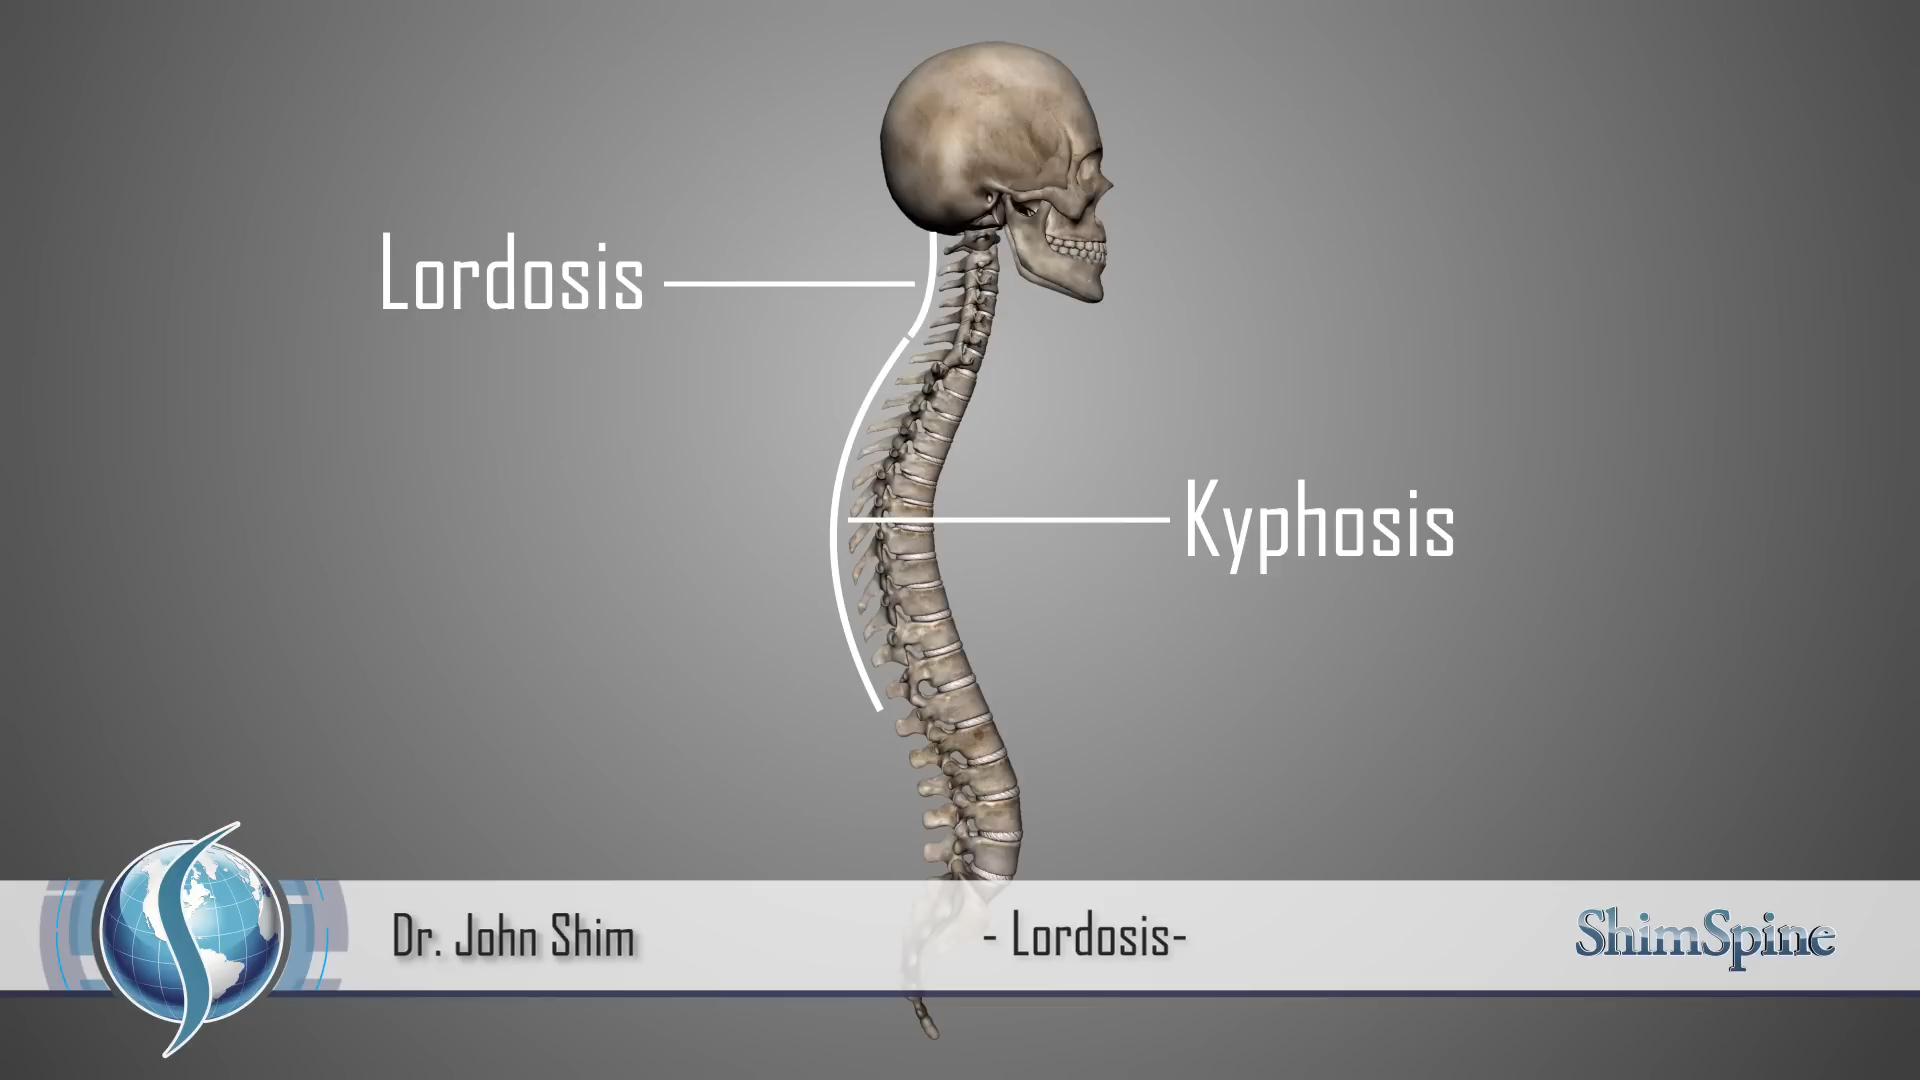 Lordosis
Kyphosis
Dr. John Shim
- Lordosis-
ShimSpine